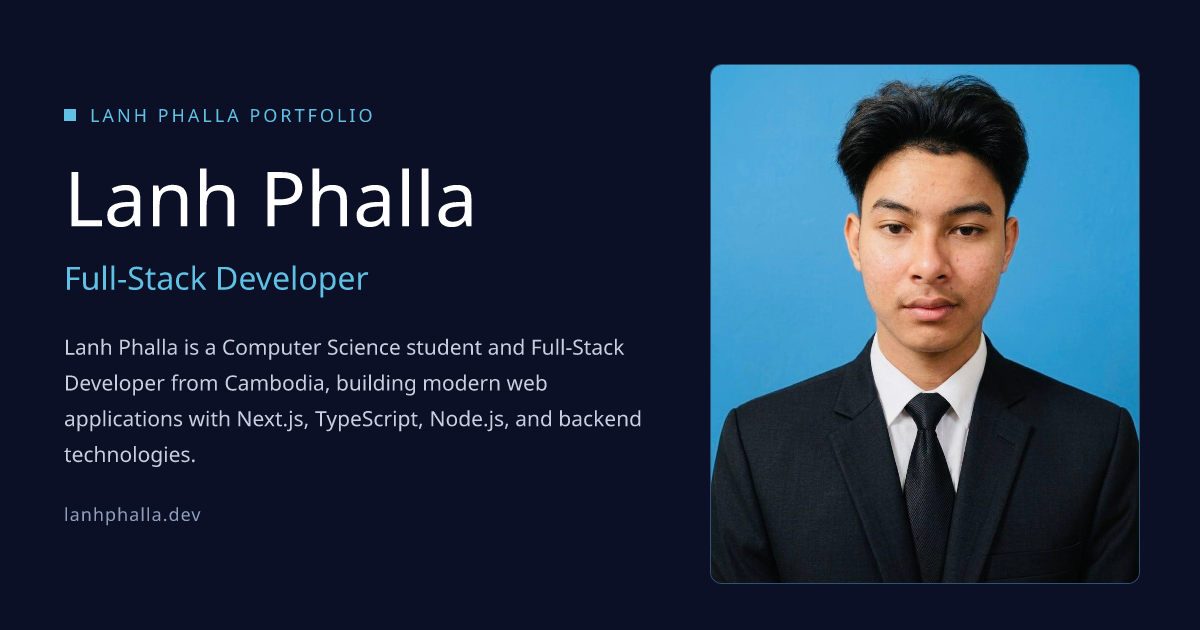 LANH PHALLA PORTFOLIO
Lanh Phalla
Full-Stack Developer
Lanh Phalla is a Computer Science student and Full-Stack
Developer from Cambodia, building modern web
applications with Next.js, TypeScript, Node.js, and backend
technologies.
lanhphalla.dev